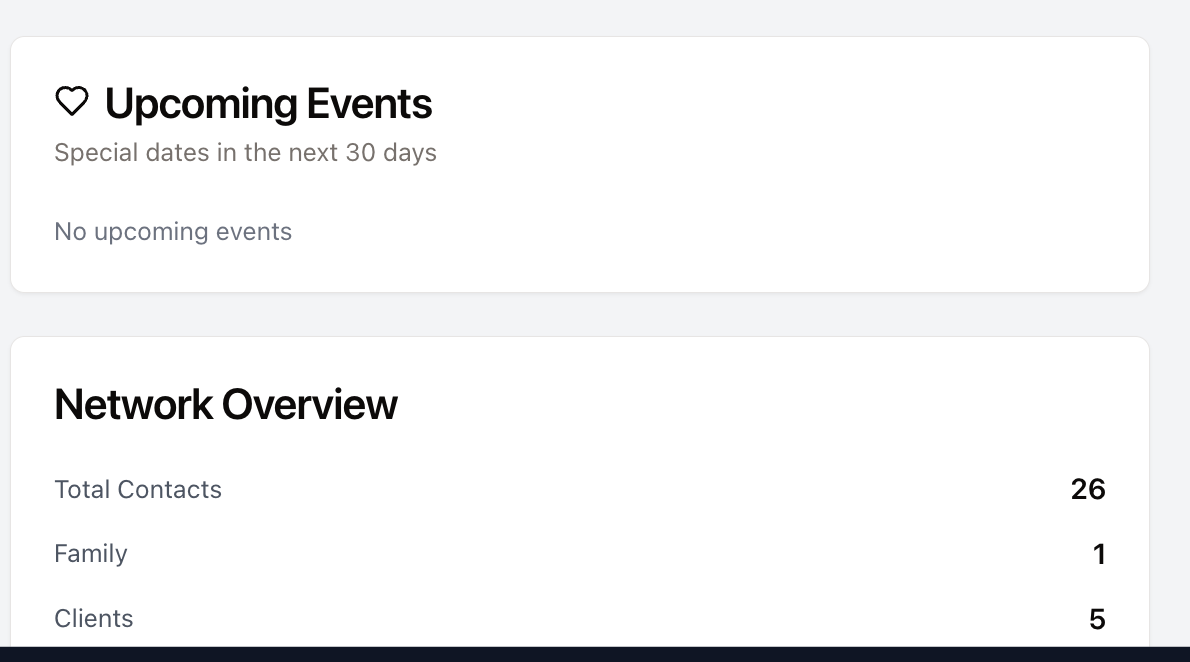 Upcoming Events
Special dates in the next 30 days
No upcoming events
Network Overview
Total Contacts 26
Family 1
Clients 5